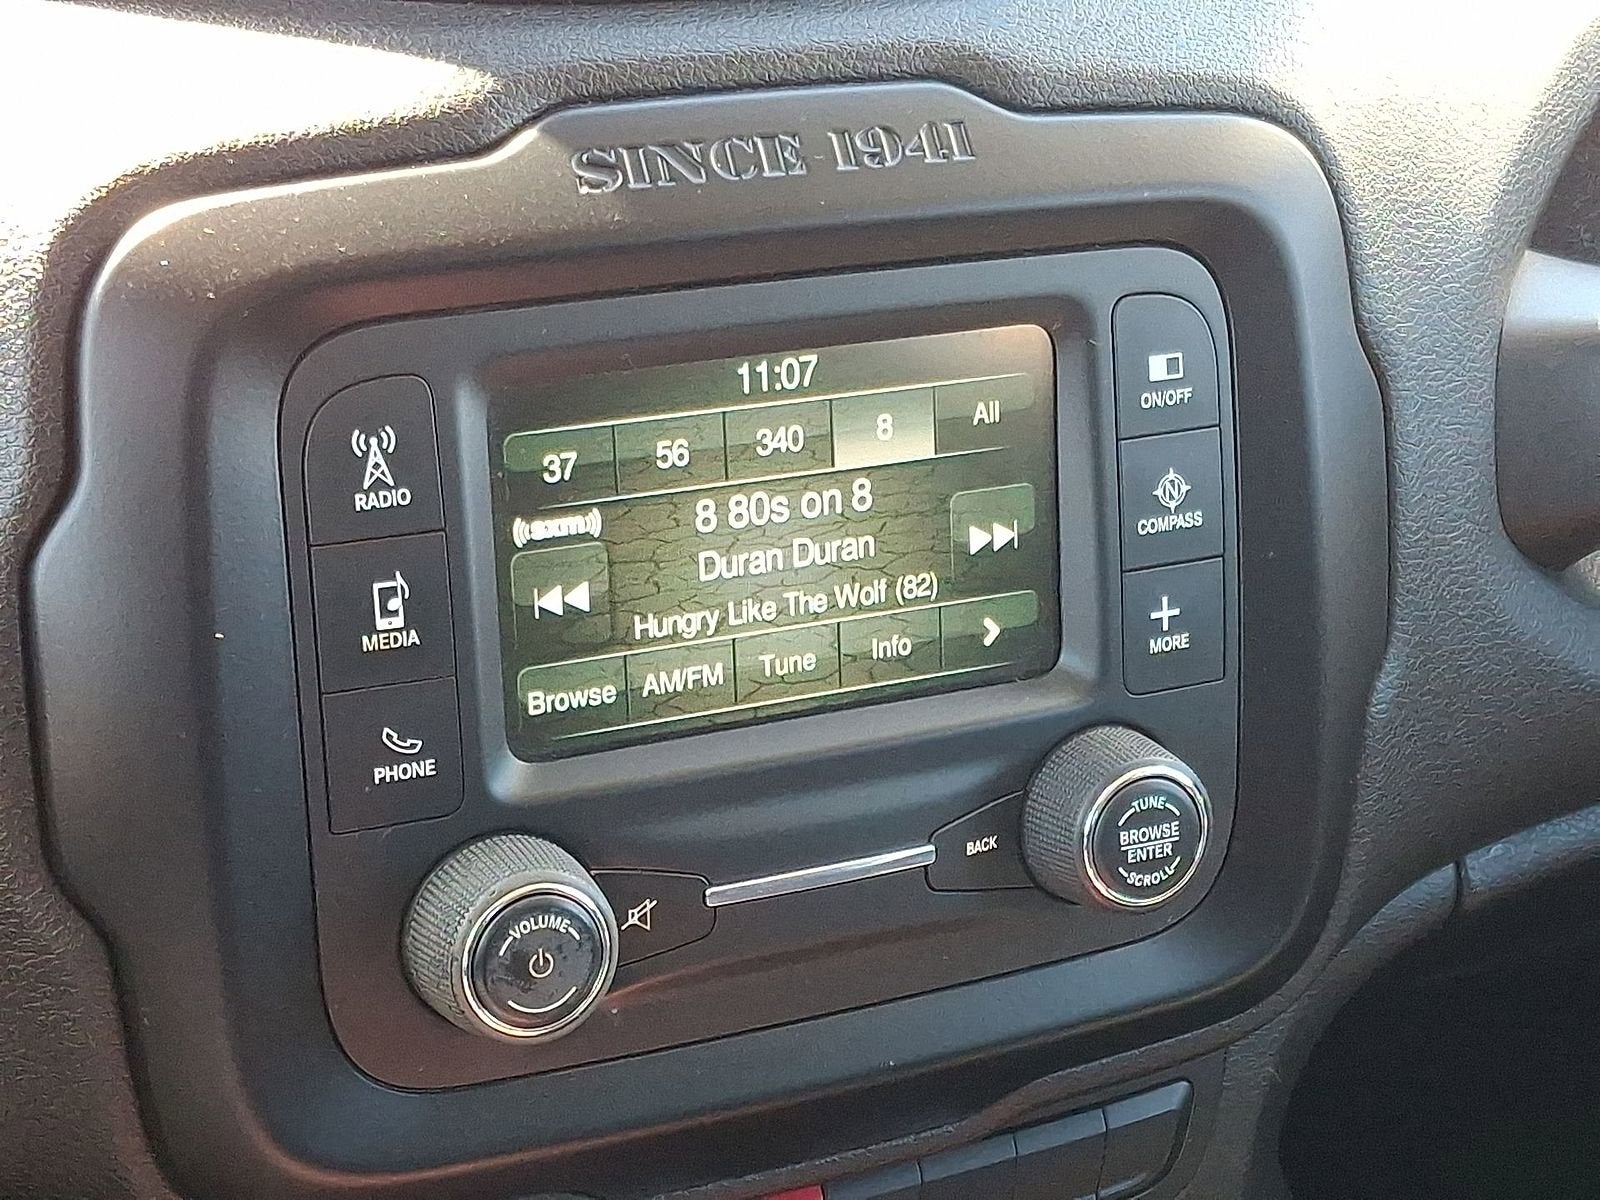 SINCE 1941
11:07
37 56 340 8 All
((sxm))
8 80s on 8
Duran Duran
Hungry Like The Wolf (82)
Browse AM/FM Tune Info
RADIO
MEDIA
PHONE
ON/OFF
N
COMPASS
MORE
VOLUME
BACK
TUNE
BROWSE
ENTER
SCROLL